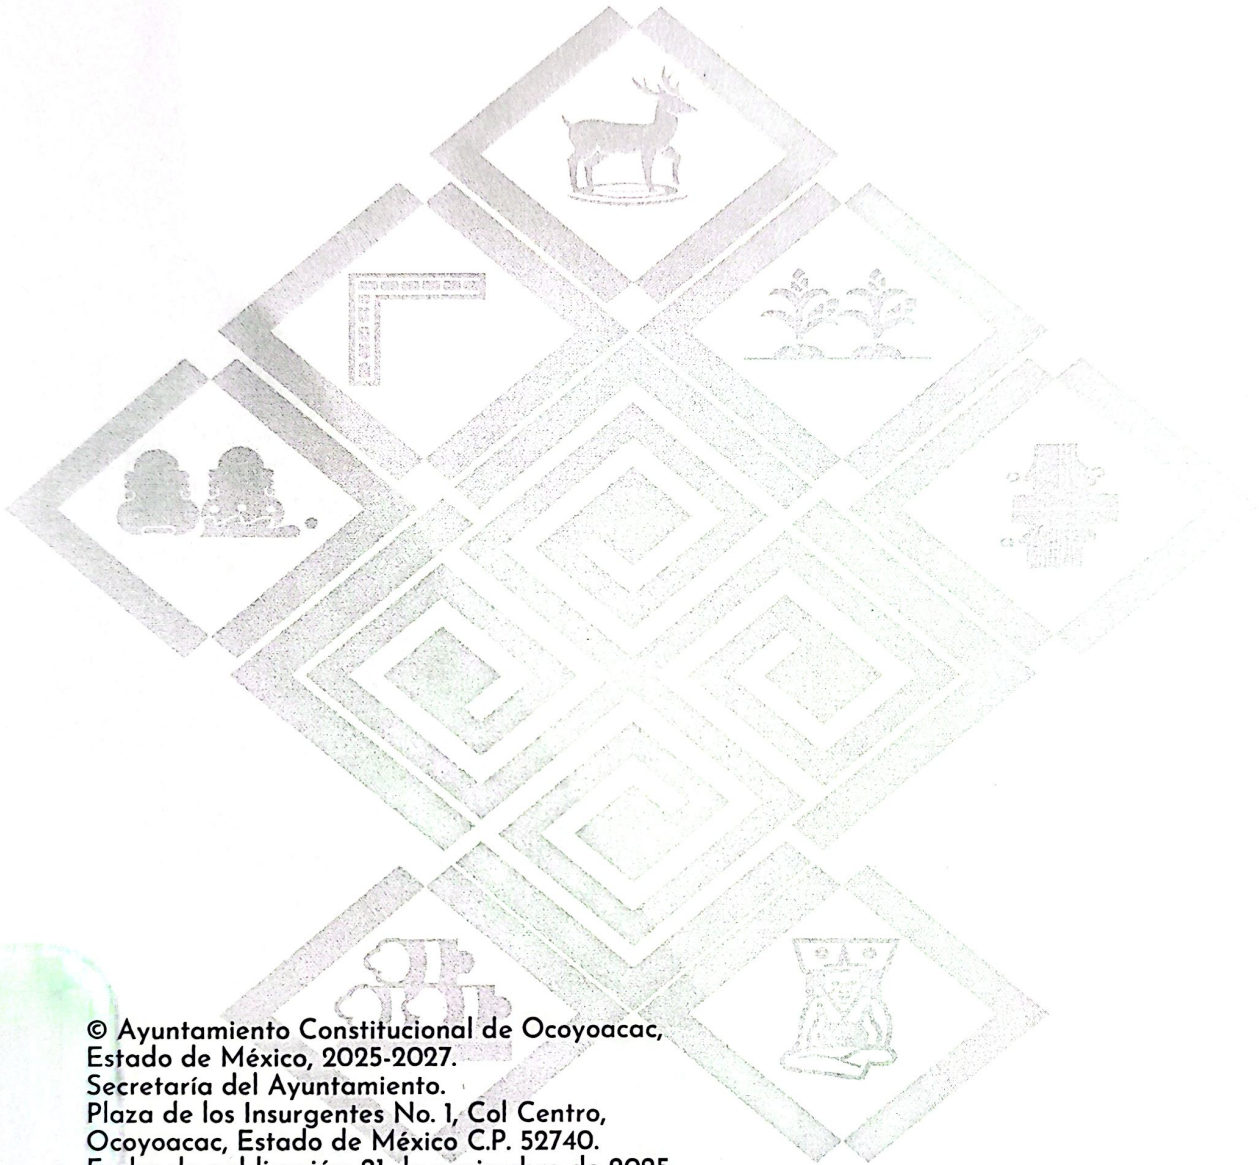 © Ayuntamiento Constitucional de Ocoyoacac,
Estado de México, 2025-2027.
Secretaría del Ayuntamiento.
Plaza de los Insurgentes No. 1, Col Centro,
Ocoyoacac, Estado de México C.P. 52740.